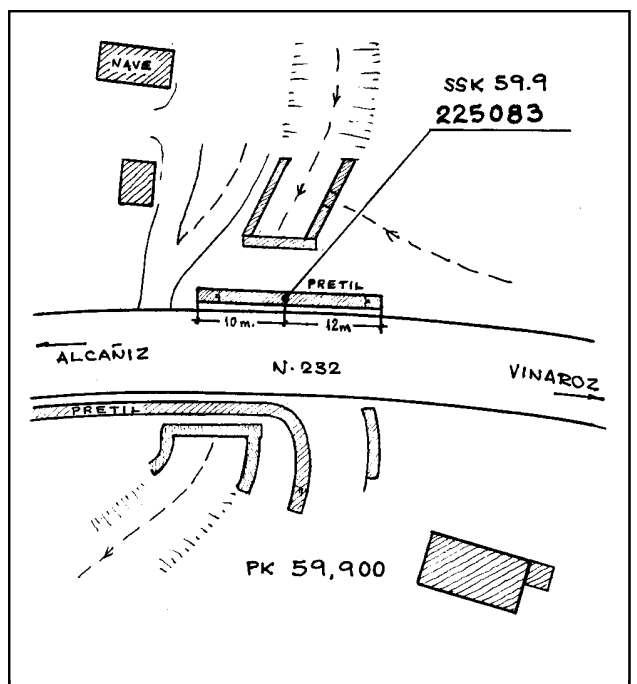 NAVE
SSK 59.9
225083
PRETIL
10 m. 12m
ALCAÑIZ
N-232
VINAROZ
PRETIL
PK 59,900